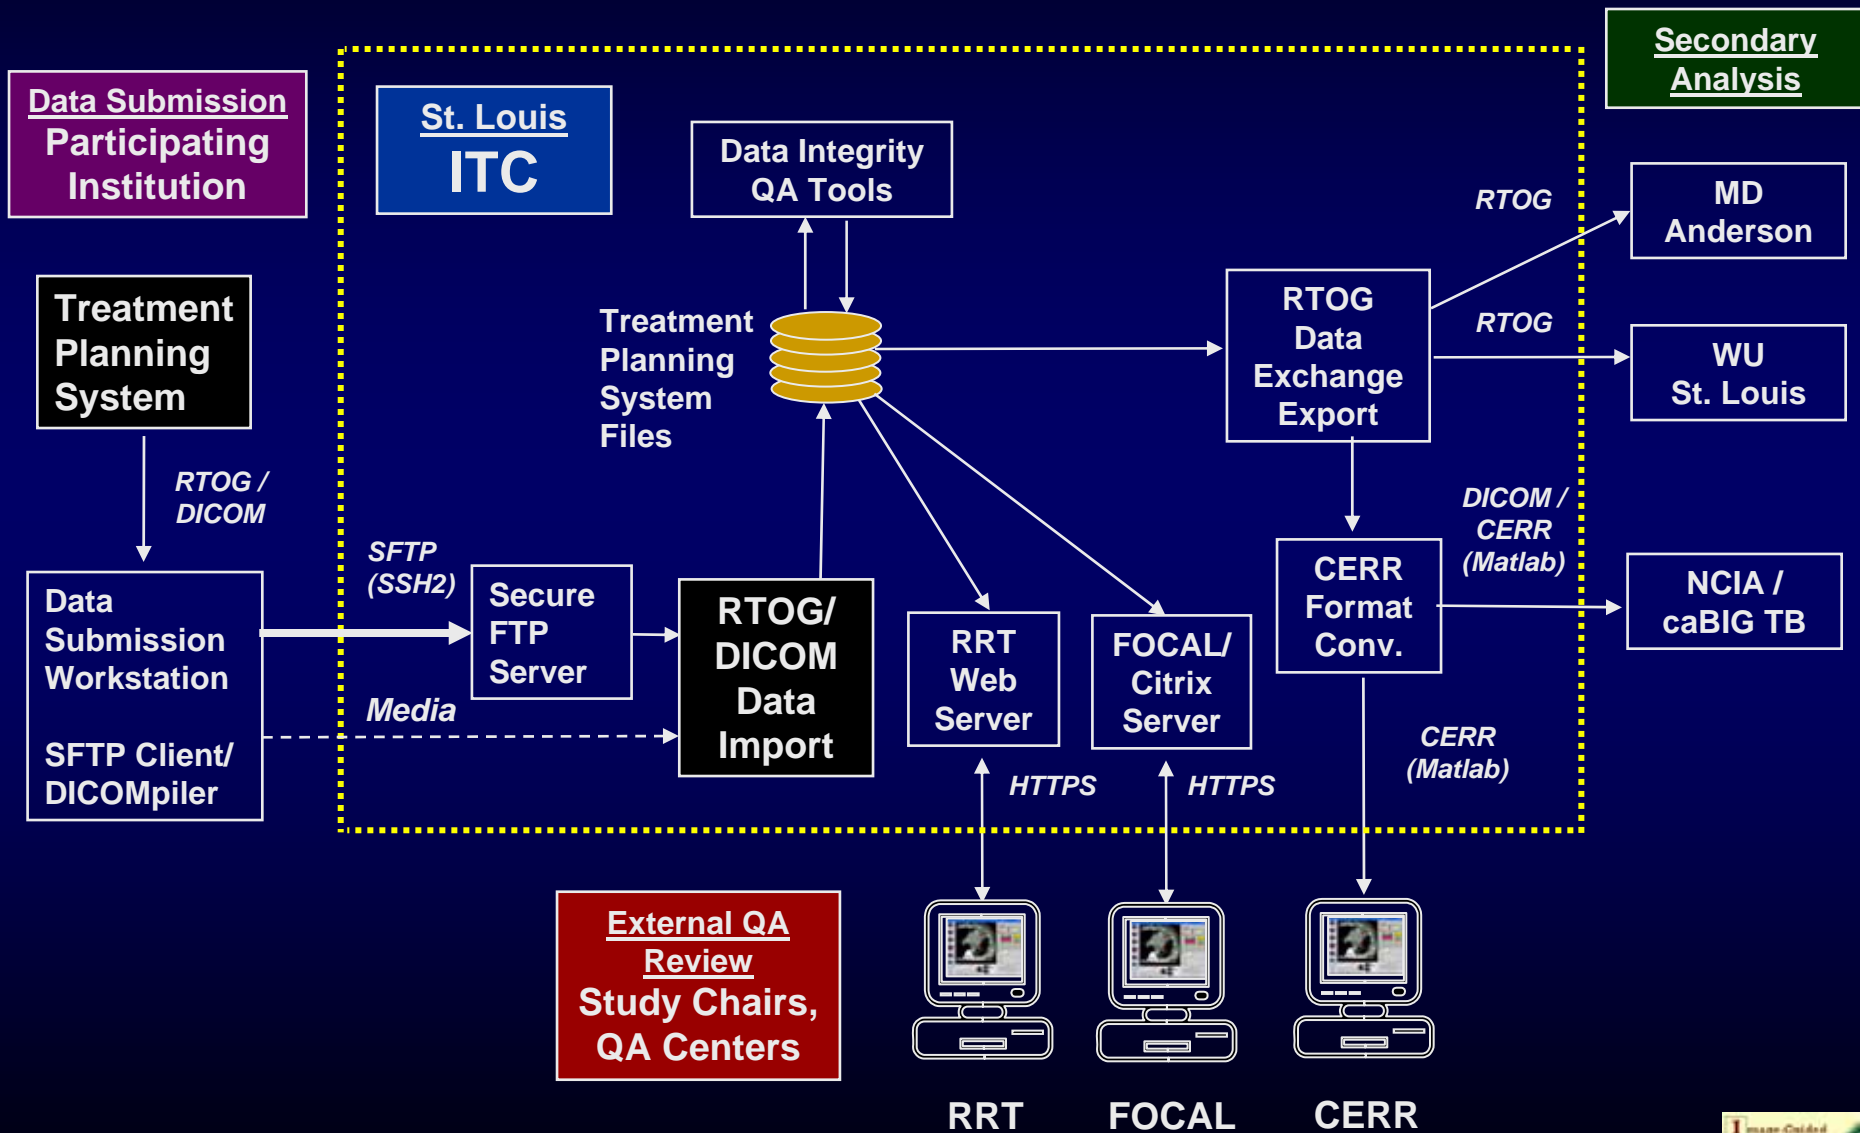 Data Submission
Participating
Institution
St. Louis
ITC
Secondary
Analysis
Data Integrity
QA Tools
Treatment
Planning
System
RTOG /
DICOM
Data
Submission
Workstation
SFTP Client/
DICOMpiler
SFTP
(SSH2)
Media
Secure
FTP
Server
RTOG/
DICOM
Data
Import
Treatment
Planning
System
Files
RTOG
Data
Exchange
Export
RTOG
RTOG
MD
Anderson
WU
St. Louis
DICOM /
CERR
(Matlab)
NCIA /
caBIG TB
CERR
Format
Conv.
CERR
(Matlab)
RRT
Web
Server
FOCAL/
Citrix
Server
HTTPS
HTTPS
External QA
Review
Study Chairs,
QA Centers
RRT
FOCAL
CERR
Image-Guided